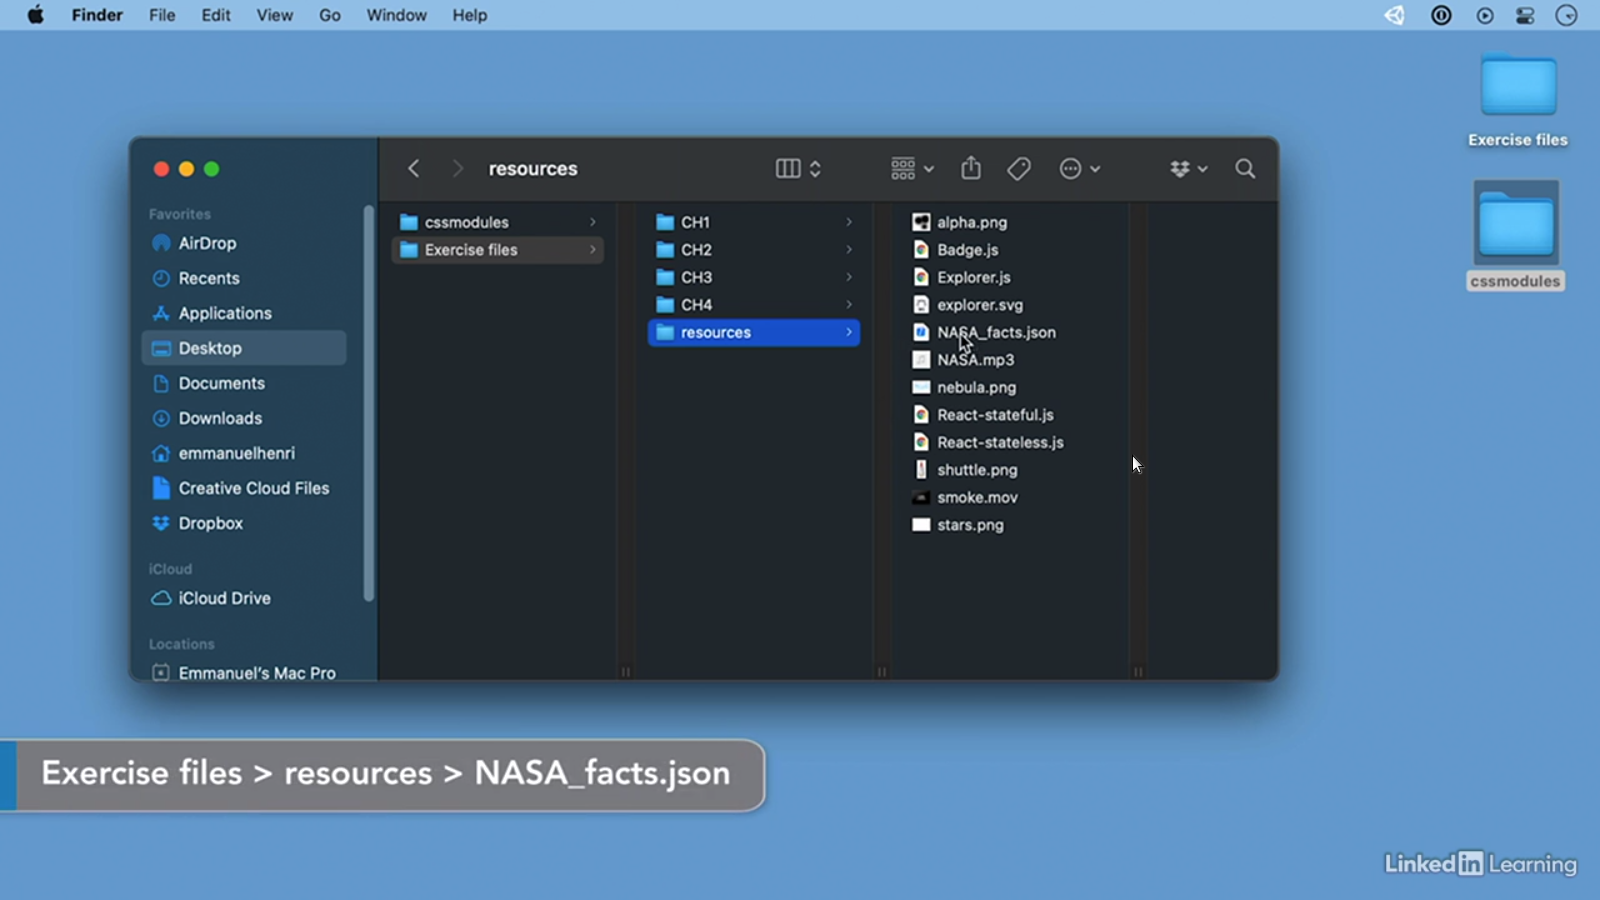 Finder File Edit View Go Window Help
Exercise files
cssmodules
resources
Favorites
AirDrop
Recents
Applications
Desktop
Documents
Downloads
emmanuelhenri
Creative Cloud Files
Dropbox
iCloud
iCloud Drive
Locations
Emmanuel's Mac Pro
cssmodules
Exercise files
CH1
CH2
CH3
CH4
resources
alpha.png
Badge.js
Explorer.js
explorer.svg
NASA_facts.json
NASA.mp3
nebula.png
React-stateful.js
React-stateless.js
shuttle.png
smoke.mov
stars.png
Exercise files > resources > NASA_facts.json
Linked in Learning